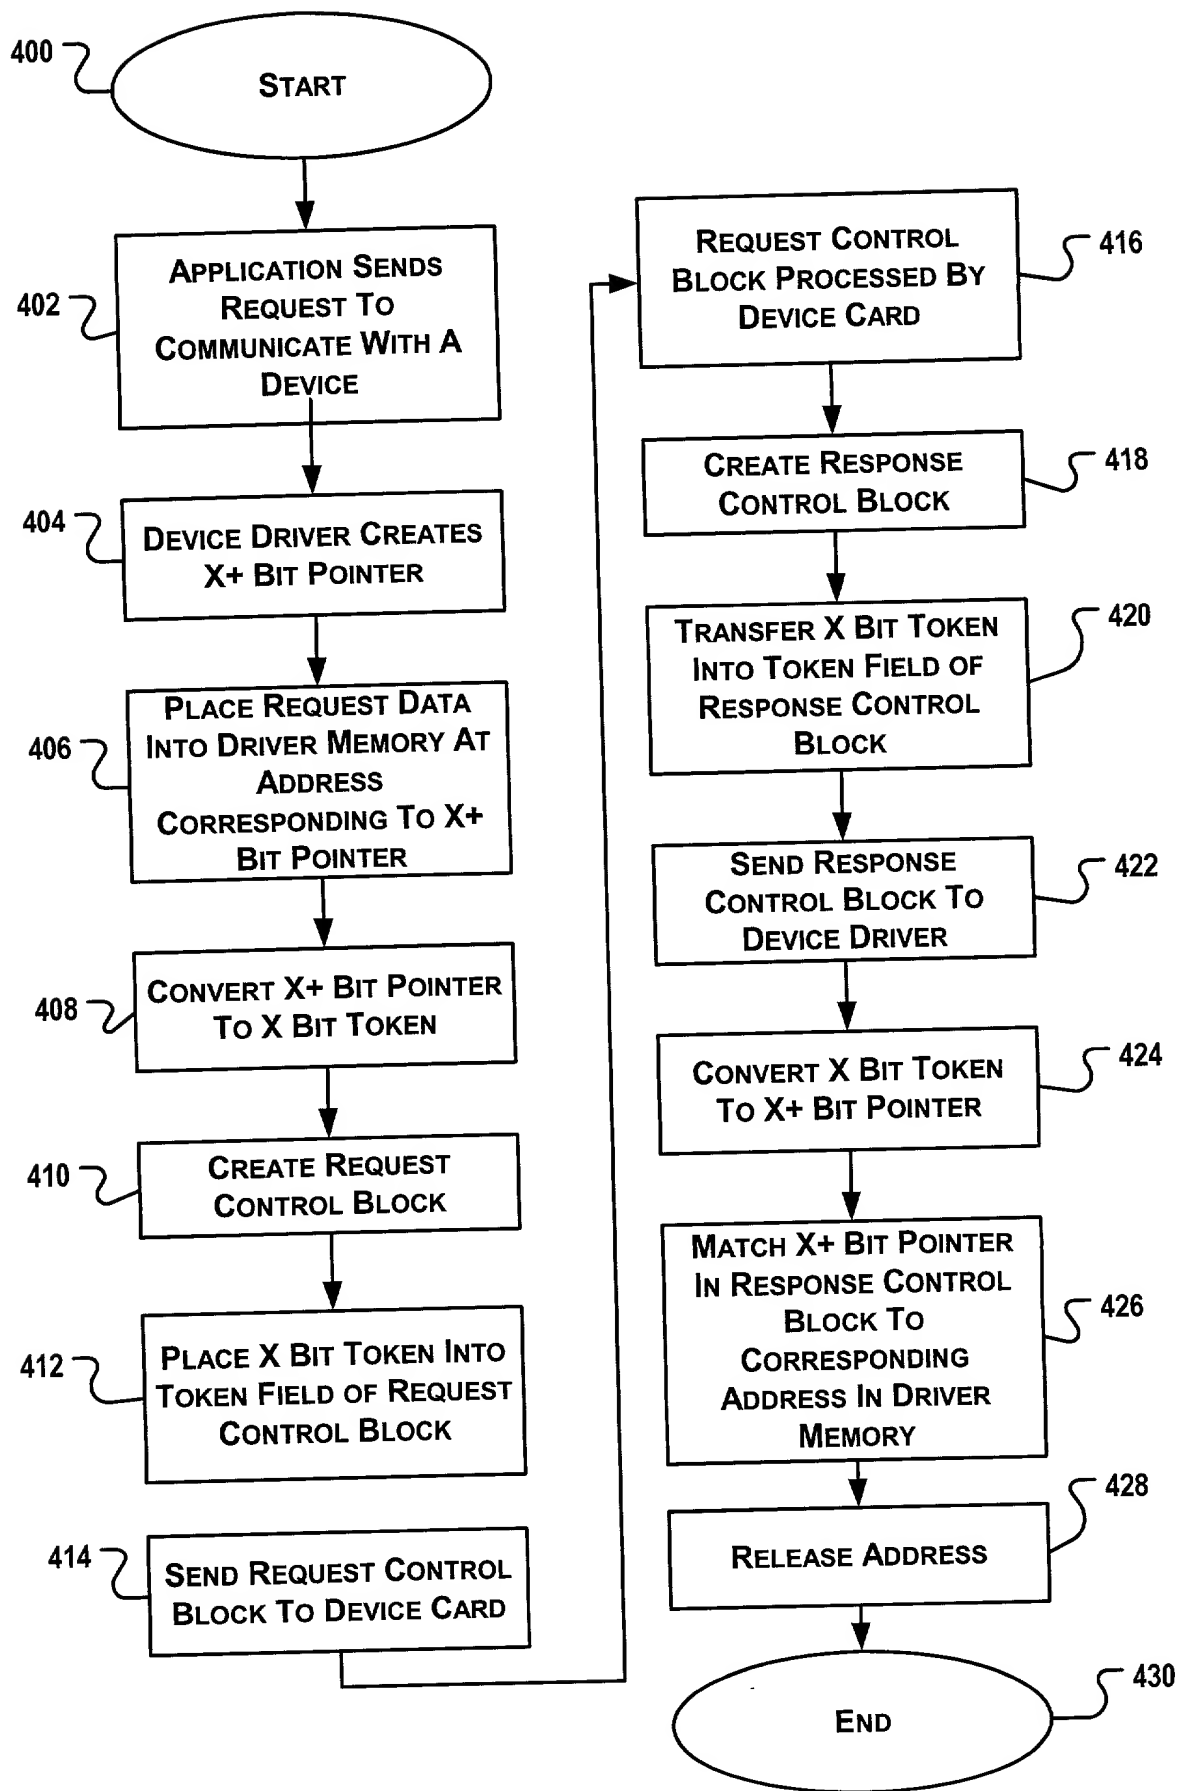 400
START
402
APPLICATION SENDS
REQUEST TO
COMMUNICATE WITH A
DEVICE
404
DEVICE DRIVER CREATES
X+ BIT POINTER
406
PLACE REQUEST DATA
INTO DRIVER MEMORY AT
ADDRESS
CORRESPONDING TO X+
BIT POINTER
408
CONVERT X+ BIT POINTER
TO X BIT TOKEN
410
CREATE REQUEST
CONTROL BLOCK
412
PLACE X BIT TOKEN INTO
TOKEN FIELD OF REQUEST
CONTROL BLOCK
414
SEND REQUEST CONTROL
BLOCK TO DEVICE CARD
REQUEST CONTROL
BLOCK PROCESSED BY
DEVICE CARD
416
CREATE RESPONSE
CONTROL BLOCK
418
TRANSFER X BIT TOKEN
INTO TOKEN FIELD OF
RESPONSE CONTROL
BLOCK
420
SEND RESPONSE
CONTROL BLOCK TO
DEVICE DRIVER
422
CONVERT X BIT TOKEN
TO X+ BIT POINTER
424
MATCH X+ BIT POINTER
IN RESPONSE CONTROL
BLOCK TO
CORRESPONDING
ADDRESS IN DRIVER
MEMORY
426
RELEASE ADDRESS
428
END
430